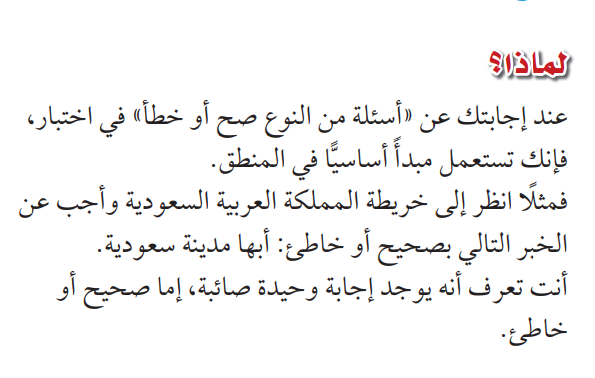 لماذا؟
عند إجابتك عن «أسئلة من النوع صح أو خطأ» في اختبار،
فإنك تستعمل مبدأً أساسيًّا في المنطق.
فمثلًا انظر إلى خريطة المملكة العربية السعودية وأجب عن
الخبر التالي بصحيح أو خاطئ: أبها مدينة سعودية.
أنت تعرف أنه يوجد إجابة وحيدة صائبة، إما صحيح أو
خاطئ.